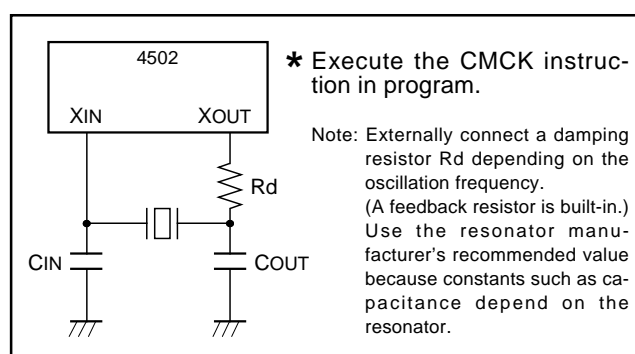 4502
XIN XOUT
Rd
CIN COUT
* Execute the CMCK instruc-
tion in program.
Note: Externally connect a damping
resistor Rd depending on the
oscillation frequency.
(A feedback resistor is built-in.)
Use the resonator manu-
facturer's recommended value
because constants such as ca-
pacitance depend on the
resonator.